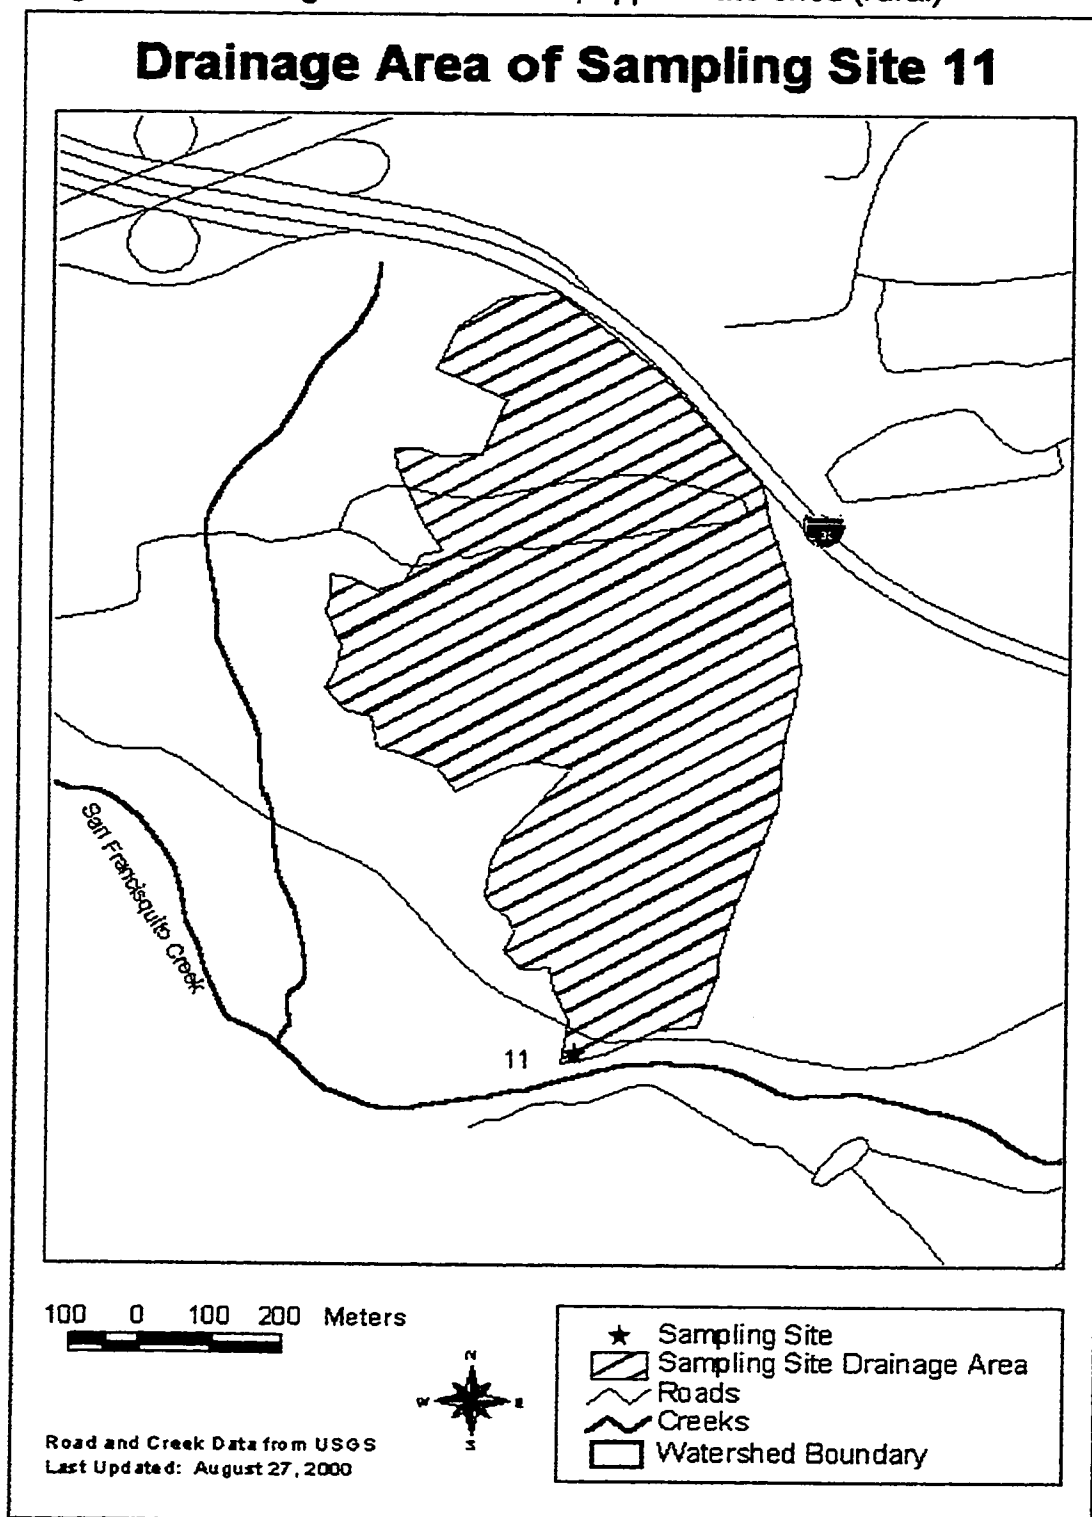 Drainage Area of Sampling Site 11
San Francisquito Creek
11
100 0 100 200 Meters
N
W E
S
Road and Creek Data from USGS
Last Updated: August 27, 2000
Sampling Site
Sampling Site Drainage Area
Roads
Creeks
Watershed Boundary